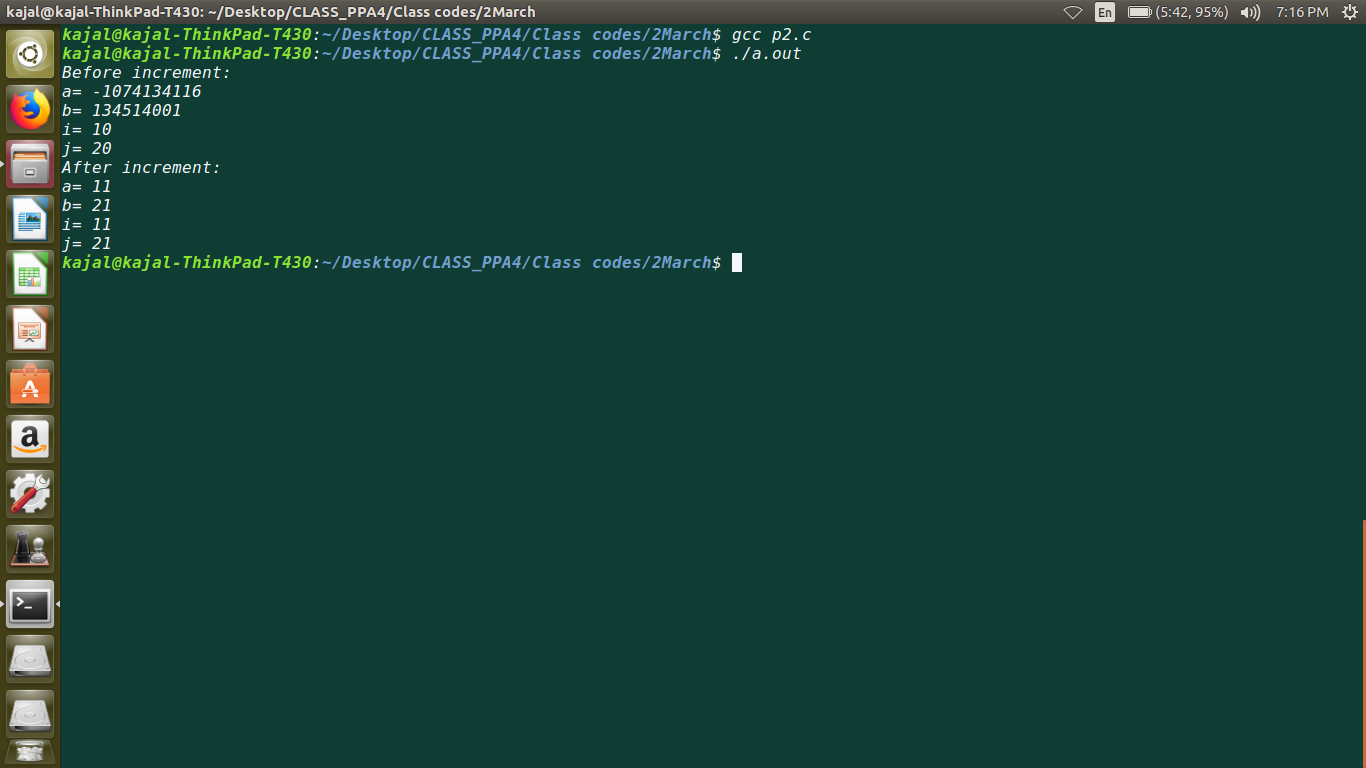 kajal@kajal-ThinkPad-T430: ~/Desktop/CLASS_PPA4/Class codes/2March
En
(5:42, 95%)
7:16 PM
kajal@kajal-ThinkPad-T430:~/Desktop/CLASS_PPA4/Class codes/2March$ gcc p2.c
kajal@kajal-ThinkPad-T430:~/Desktop/CLASS_PPA4/Class codes/2March$ ./a.out
Before increment:
a= -1074134116
b= 134514001
i= 10
j= 20
After increment:
a= 11
b= 21
i= 11
j= 21
kajal@kajal-ThinkPad-T430:~/Desktop/CLASS_PPA4/Class codes/2March$
A
a
>_